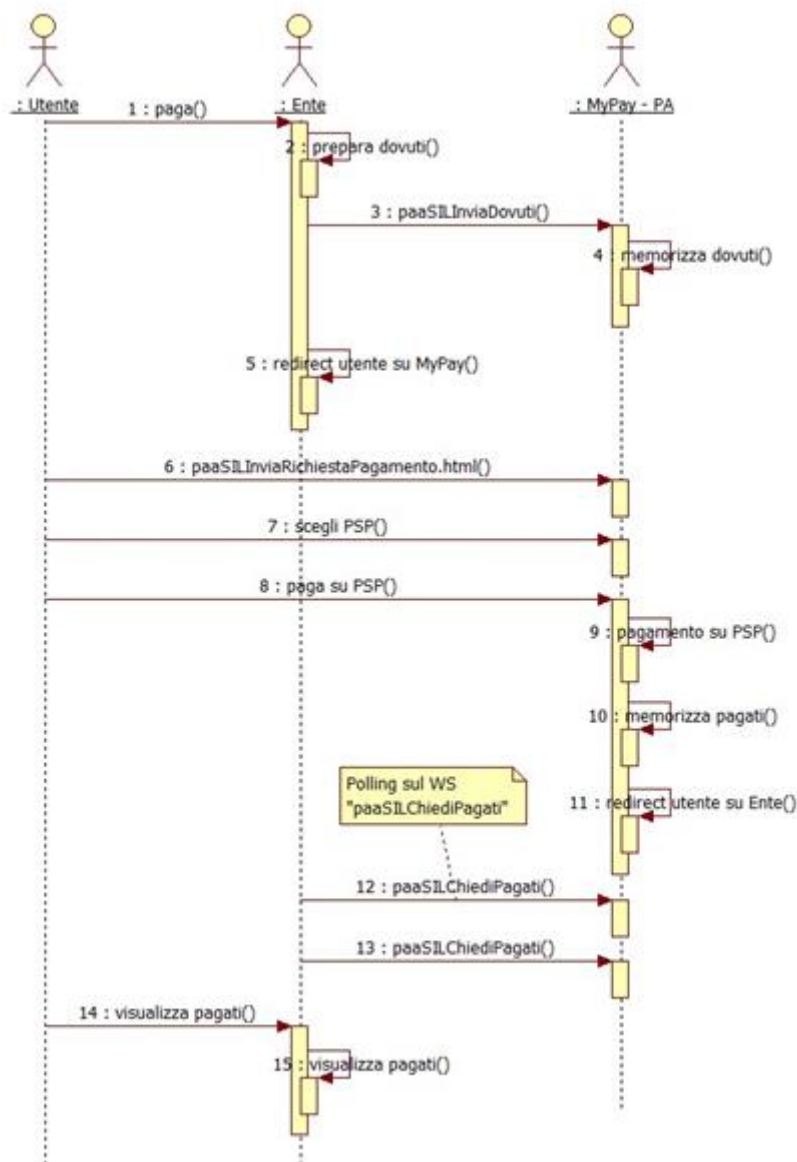 : Utente
: Ente
: MyPay - PA
1 : paga()
2 : prepara dovuti()
3 : paaSILInviaDovuti()
4 : memorizza dovuti()
5 : redirect utente su MyPay()
6 : paaSILInviaRichiestaPagamento.html()
7 : scegli PSP()
8 : paga su PSP()
9 : pagamento su PSP()
10 : memorizza pagati()
Polling sul WS
"paaSILChiediPagati"
11 : redirect utente su Ente()
12 : paaSILChiediPagati()
13 : paaSILChiediPagati()
14 : visualizza pagati()
15 : visualizza pagati()